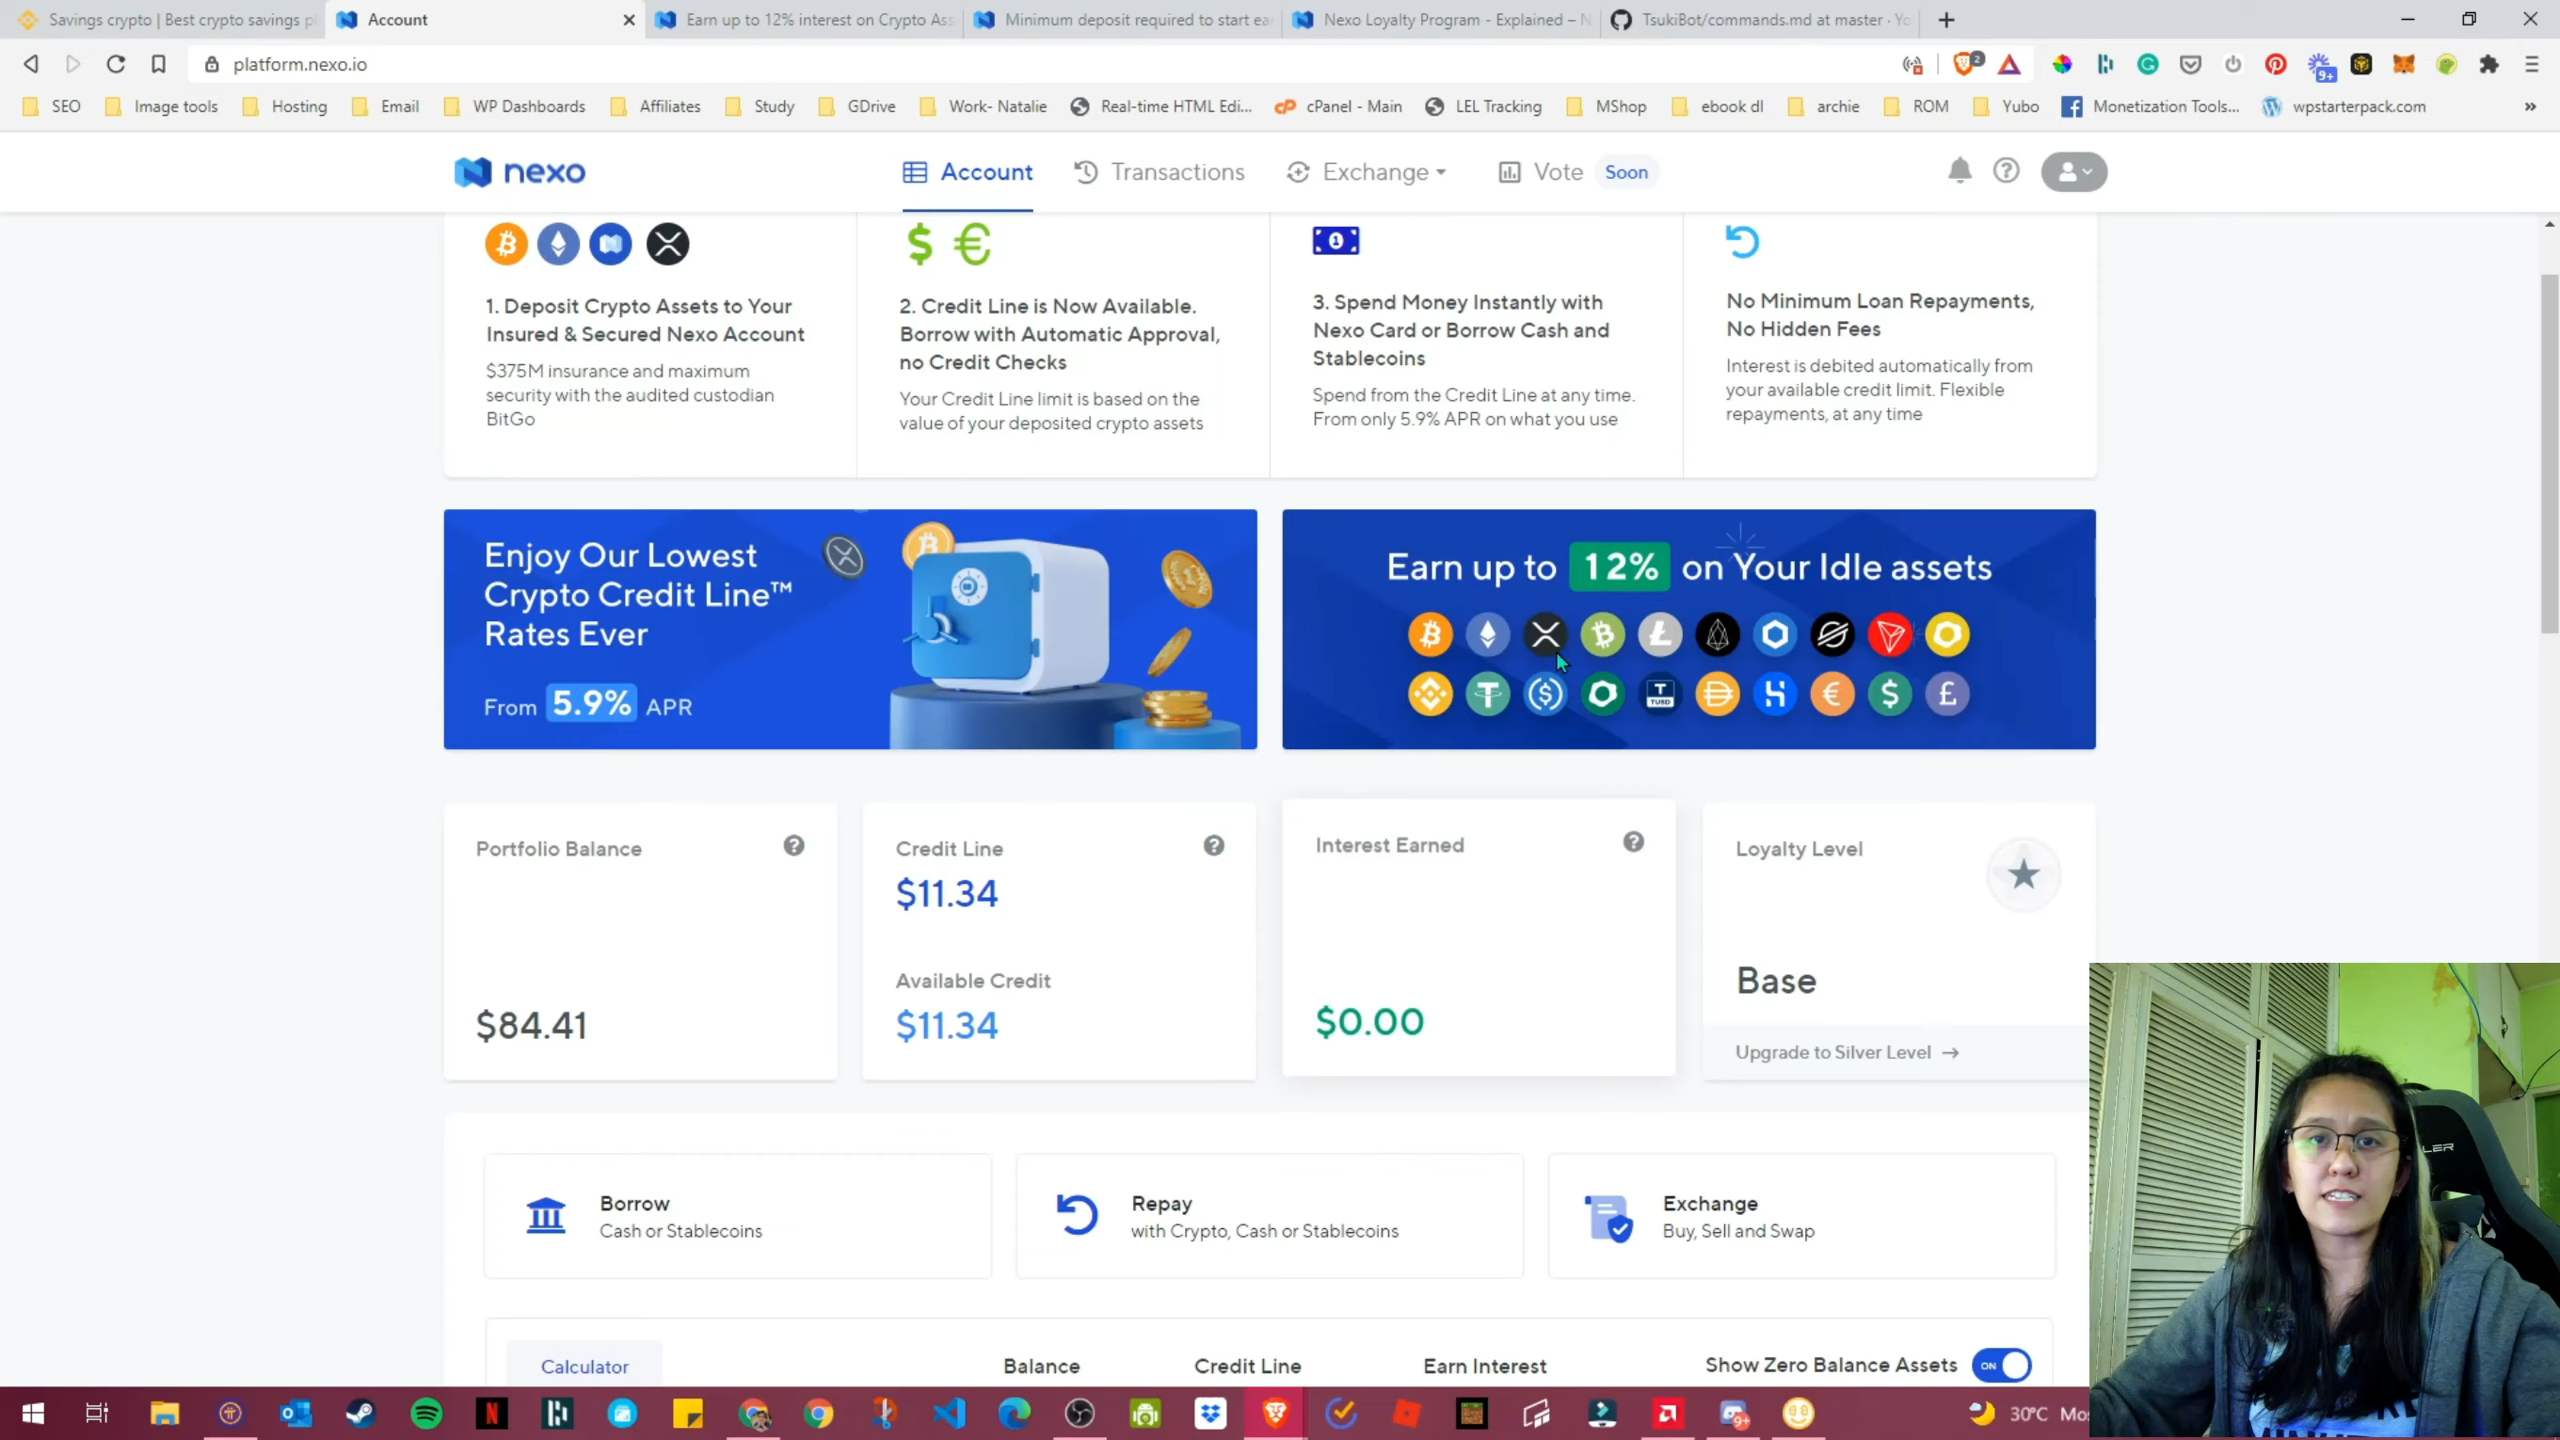 Savings crypto | Best crypto savings pl
Account
Earn up to 12% interest on Crypto Ass
Minimum deposit required to start ea
Nexo Loyalty Program - Explained – N
TsukiBot/commands.md at master · Yo
platform.nexo.io
2
9+
SEO
Image tools
Hosting
Email
WP Dashboards
Affiliates
Study
GDrive
Work- Natalie
Real-time HTML Edi...
cPanel - Main
LEL Tracking
MShop
ebook dl
archie
ROM
Yubo
Monetization Tools...
wpstarterpack.com
nexo
Account
Transactions
Exchange
Vote
Soon
1. Deposit Crypto Assets to Your
Insured & Secured Nexo Account
$375M insurance and maximum
security with the audited custodian
BitGo
2. Credit Line is Now Available.
Borrow with Automatic Approval,
no Credit Checks
Your Credit Line limit is based on the
value of your deposited crypto assets
3. Spend Money Instantly with
Nexo Card or Borrow Cash and
Stablecoins
Spend from the Credit Line at any time.
From only 5.9% APR on what you use
No Minimum Loan Repayments,
No Hidden Fees
Interest is debited automatically from
your available credit limit. Flexible
repayments, at any time
Enjoy Our Lowest
Crypto Credit Line™
Rates Ever
From 5.9% APR
Earn up to 12% on Your Idle assets
TUSD
Portfolio Balance
$84.41
Credit Line
$11.34
Available Credit
$11.34
Interest Earned
$0.00
Loyalty Level
Base
Upgrade to Silver Level →
Borrow
Cash or Stablecoins
Repay
with Crypto, Cash or Stablecoins
Exchange
Buy, Sell and Swap
Calculator
Balance
Credit Line
Earn Interest
Show Zero Balance Assets
ON
30°C Mos